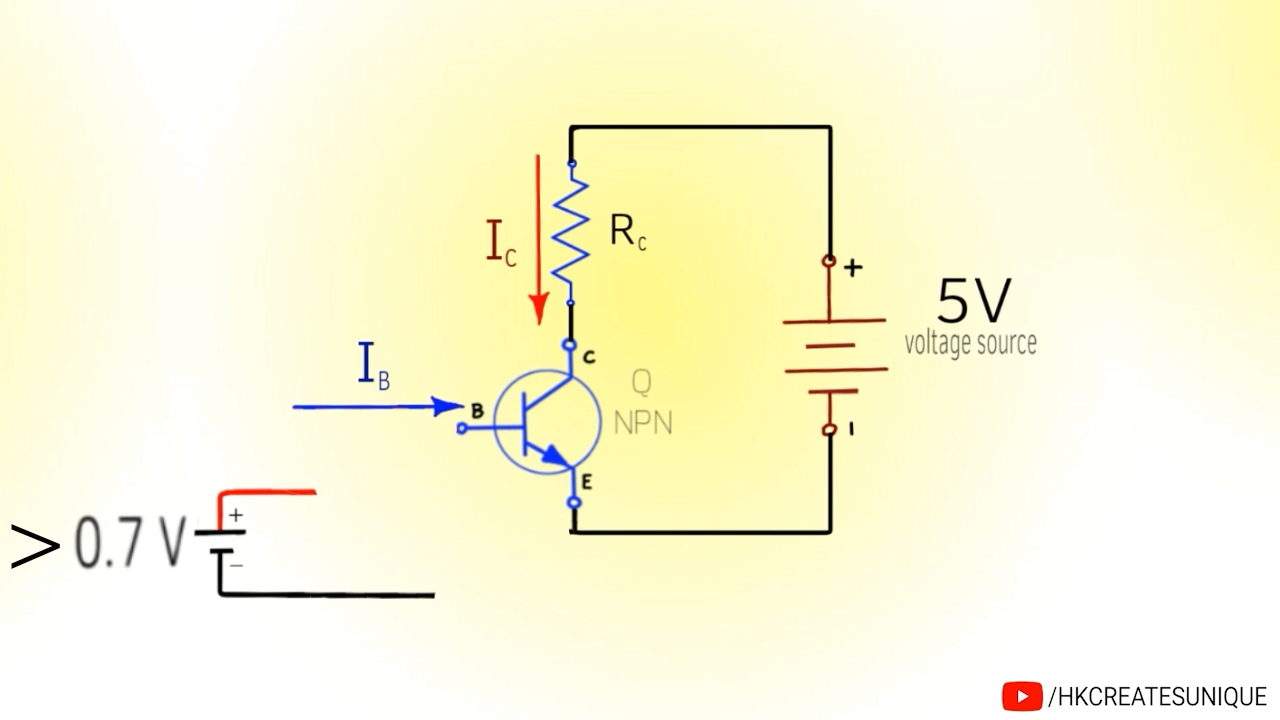 +
5V
voltage source
R_C
I_C
C
Q
NPN
I_B
B
E
I
+
> 0.7 V
−
/HKCREATESUNIQUE